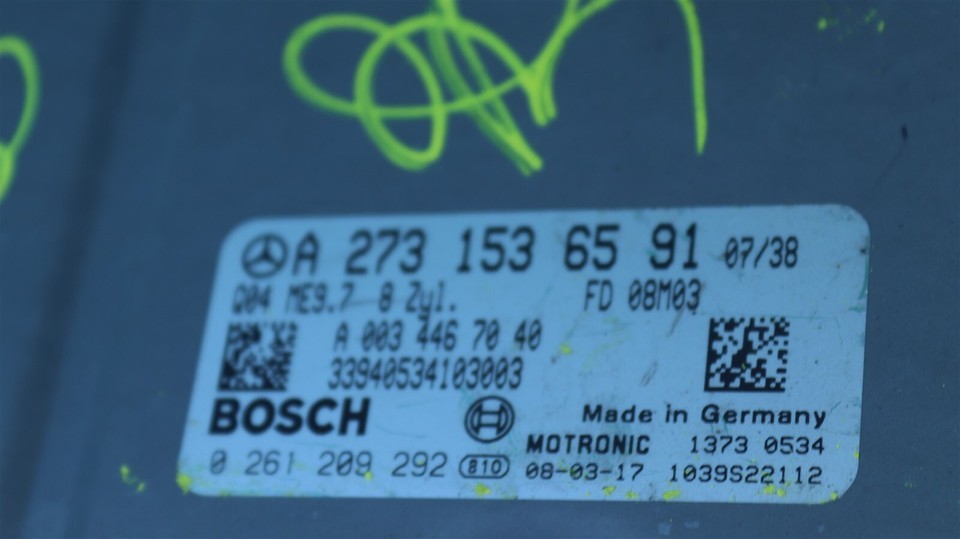 A 273 153 65 91 07/38
Q04 ME9.7 8 Zyl. FD 08M03
A 003 446 70 40
33940534103003
BOSCH
Made in Germany
MOTRONIC 1373 0534
0 261 209 292 810 08-03-17 1039S22112